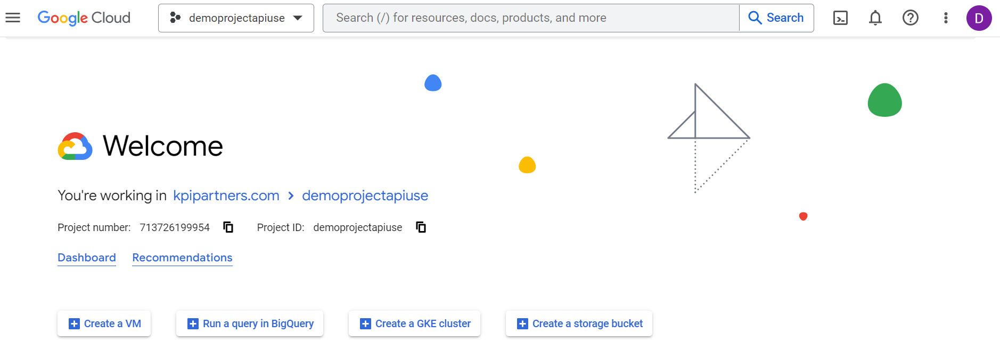 Google Cloud demoprojectapiuse Search (/) for resources, docs, products, and more Search D
Welcome
You're working in kpipartners.com > demoprojectapiuse
Project number: 713726199954 Project ID: demoprojectapiuse
Dashboard Recommendations
Create a VM Run a query in BigQuery Create a GKE cluster Create a storage bucket